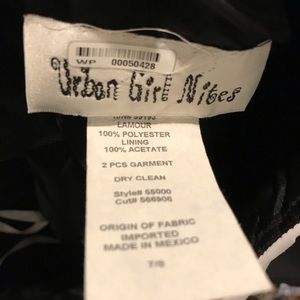 WP 00050428
Urban Girl Nites
LAMOUR
100% POLYESTER
LINING
100% ACETATE
2 PCS GARMENT
DRY CLEAN
Style# 65000
Cut# 566906
ORIGIN OF FABRIC
IMPORTED
MADE IN MEXICO
7/8